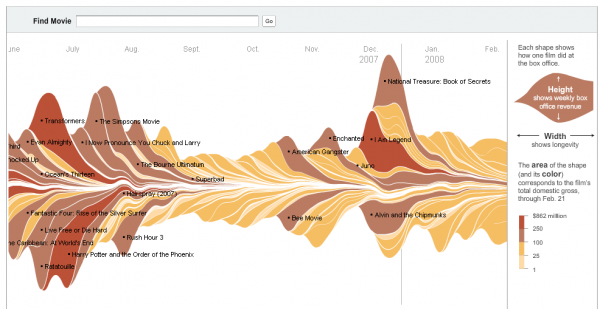 Find Movie
Go
une
July
Aug.
Sept.
Oct.
Nov.
Dec.
2007
Jan.
2008
Feb.
National Treasure: Book of Secrets
Transformers
The Simpsons Movie
Evan Almighty
I Now Pronounce You Chuck and Larry
Enchanted
I Am Legend
Third
nocked Up
American Gangster
The Bourne Ultimatum
Juno
Ocean's Thirteen
Superbad
Hairspray (2007)
Fantastic Four: Rise of the Silver Surfer
Bee Movie
Alvin and the Chipmunks
Live Free or Die Hard
Rush Hour 3
he Caribbean: At World's End
Harry Potter and the Order of the Phoenix
Ratatouille
Each shape shows
how one film did at
the box office.
Height
shows weekly box
office revenue
Width
shows longevity
The area of the shape
(and its color)
corresponds to the film's
total domestic gross,
through Feb. 21
$862 million
250
100
25
1